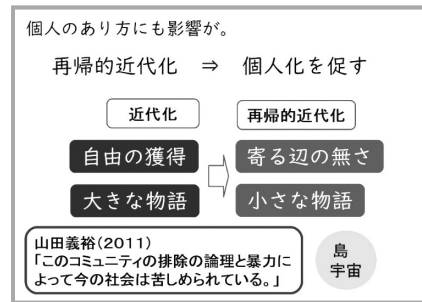 個人のあり方にも影響が。
再帰的近代化 ⇒ 個人化を促す
近代化 再帰的近代化
自由の獲得 寄る辺の無さ
大きな物語 小さな物語
山田義裕(2011)
「このコミュニティの排除の論理と暴力に
よって今の社会は苦しめられている。」
島
宇宙